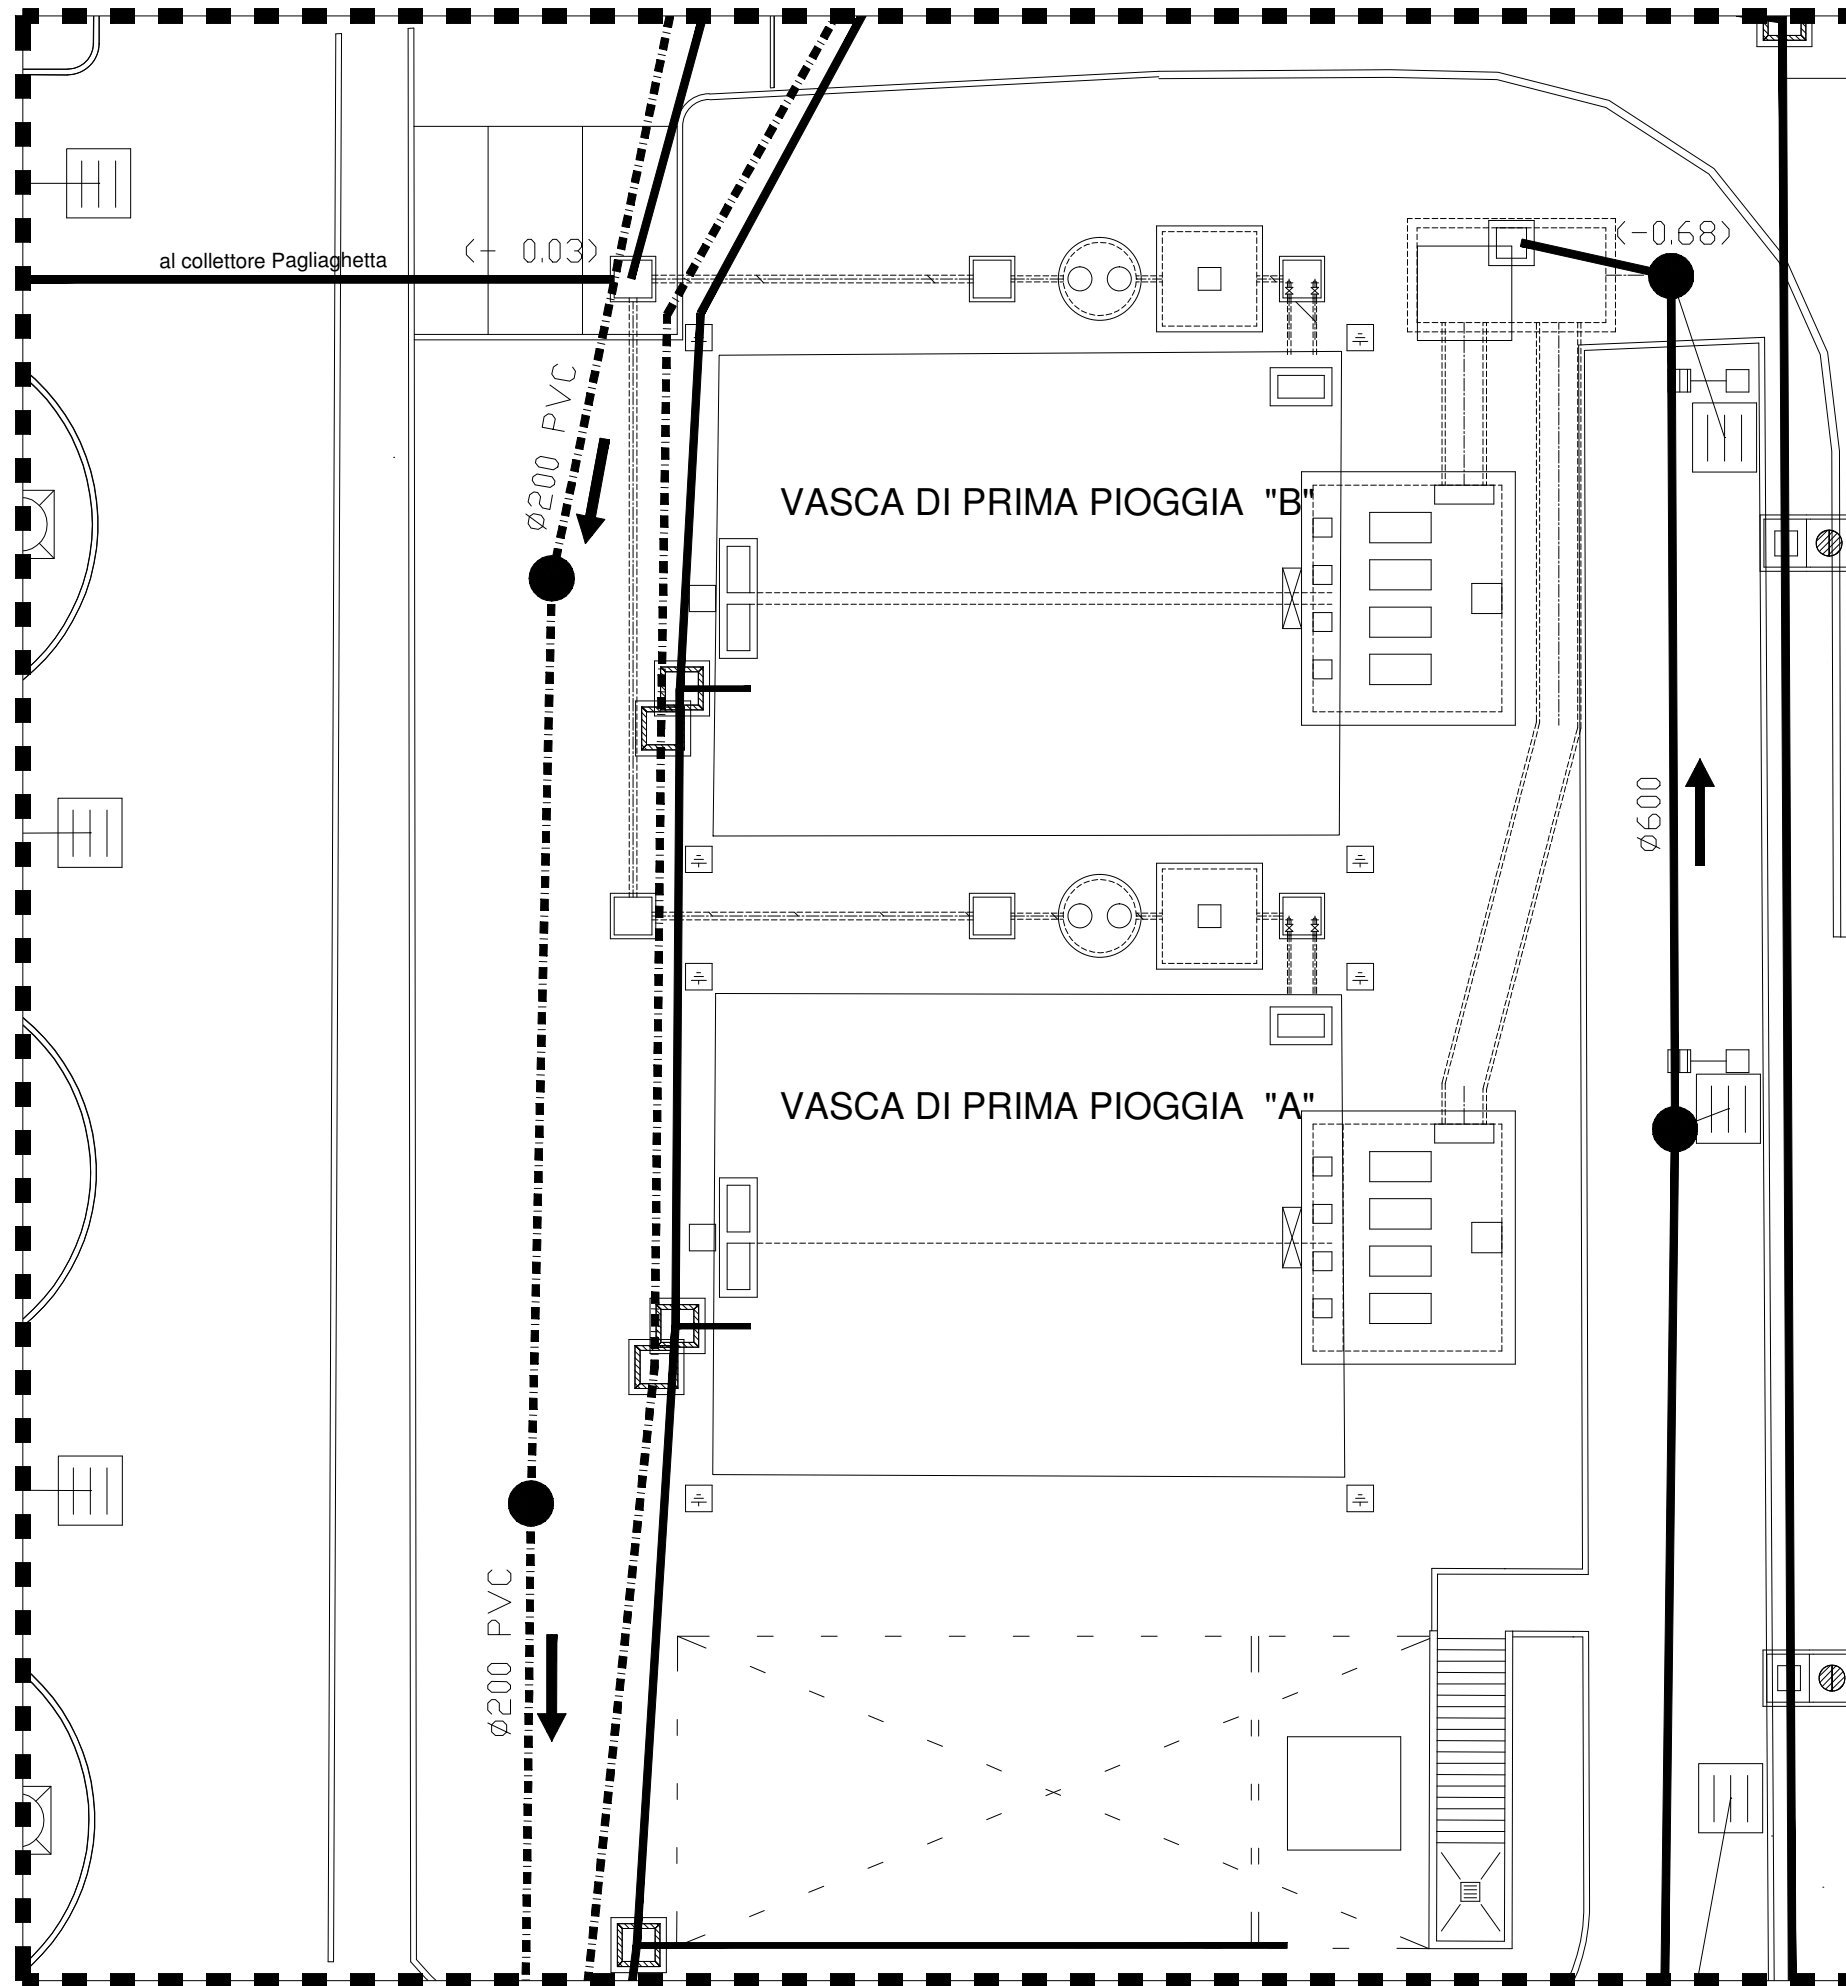 (-0.68)
(- 0.03)
al collettore Pagliaghetta
Ø200 PVC
VASCA DI PRIMA PIOGGIA "B"
Ø600
VASCA DI PRIMA PIOGGIA "A"
Ø200 PVC